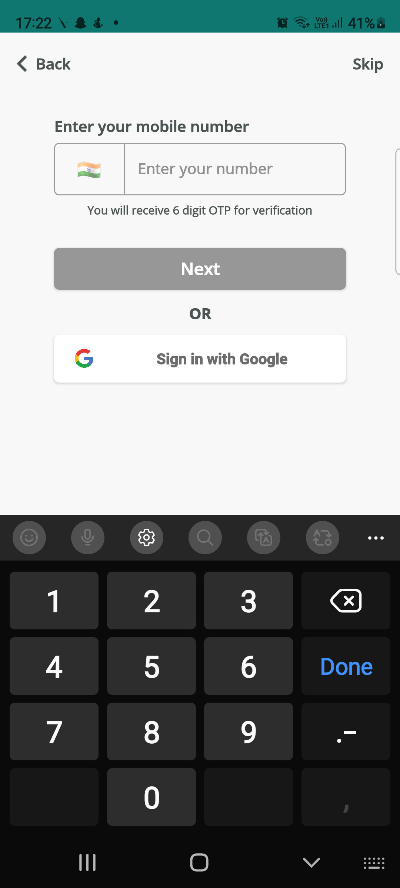 17:22 41%
Back Skip
Enter your mobile number
Enter your number
You will receive 6 digit OTP for verification
Next
OR
Sign in with Google
1 2 3
4 5 6 Done
7 8 9 .-
0 ,